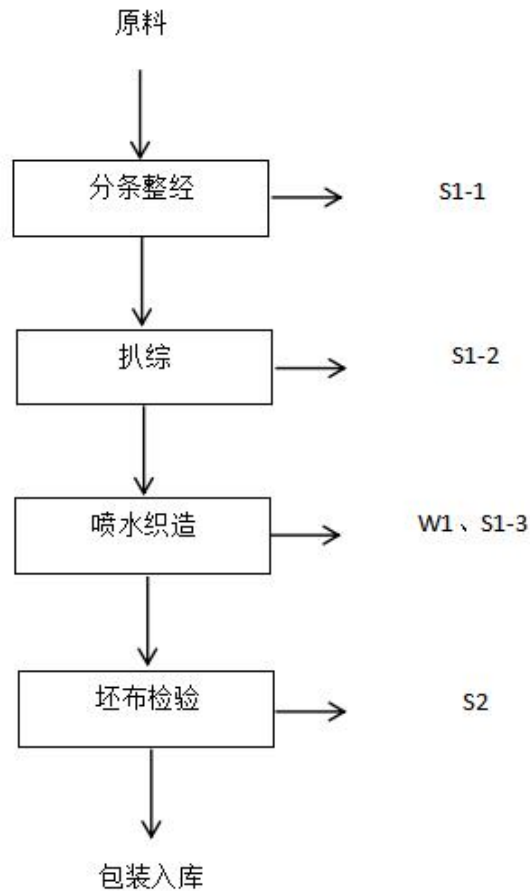 原料
分条整经
S1-1
扒综
S1-2
喷水织造
W1、S1-3
坯布检验
S2
包装入库